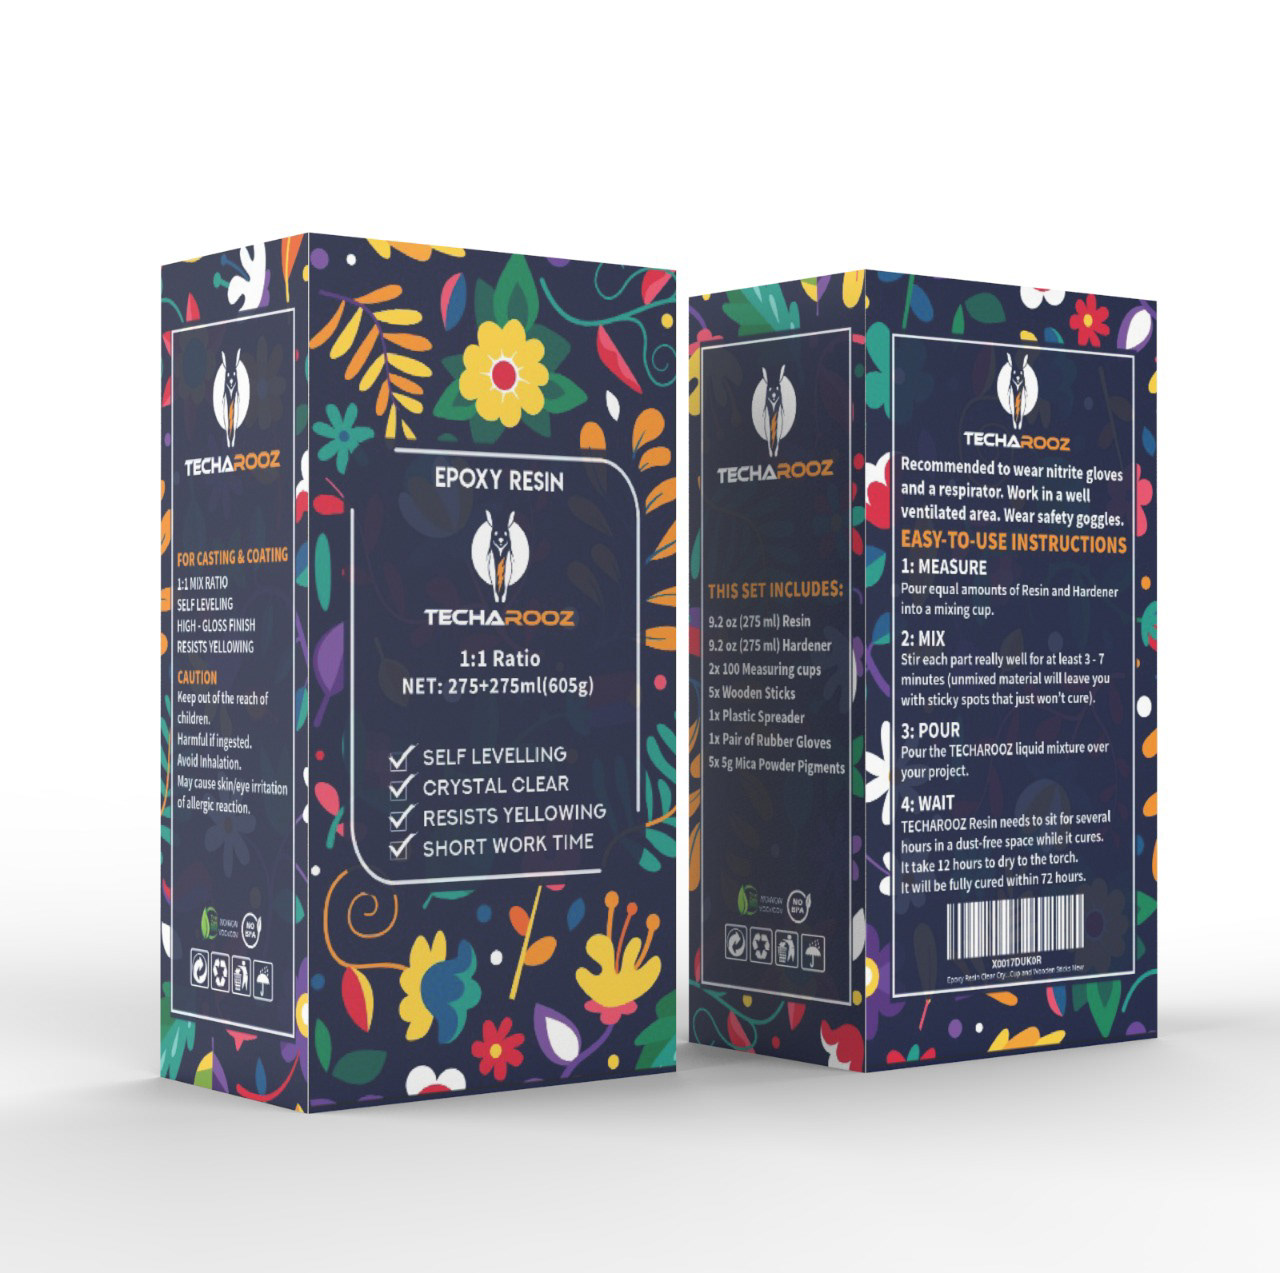 TECHAROOZ
FOR CASTING & COATING
1:1 MIX RATIO
SELF LEVELING
HIGH - GLOSS FINISH
RESISTS YELLOWING
CAUTION
Keep out of the reach of
children.
Harmful if ingested.
Avoid Inhalation.
May cause skin/eye irritation
of allergic reaction.
NO
BPA
EPOXY RESIN
TECHAROOZ
1:1 Ratio
NET: 275+275ml(605g)
SELF LEVELLING
CRYSTAL CLEAR
RESISTS YELLOWING
SHORT WORK TIME
TECHAROOZ
THIS SET INCLUDES:
9.2 oz (275 ml) Resin
9.2 oz (275 ml) Hardener
2x 100 Measuring cups
5x Wooden Sticks
1x Plastic Spreader
1x Pair of Rubber Gloves
5x 5g Mica Powder Pigments
NO
BPA
TECHAROOZ
Recommended to wear nitrite gloves
and a respirator. Work in a well
ventilated area. Wear safety goggles.
EASY-TO-USE INSTRUCTIONS
1: MEASURE
Pour equal amounts of Resin and Hardener
into a mixing cup.
2: MIX
Stir each part really well for at least 3 - 7
minutes (unmixed material will leave you
with sticky spots that just won't cure).
3: POUR
Pour the TECHAROOZ liquid mixture over
your project.
4: WAIT
TECHAROOZ Resin needs to sit for several
hours in a dust-free space while it cures.
It take 12 hours to dry to the torch.
It will be fully cured within 72 hours.
X0017DUK0R
Epoxy Resin Clear Cry...Cup and Wooden Sticks New